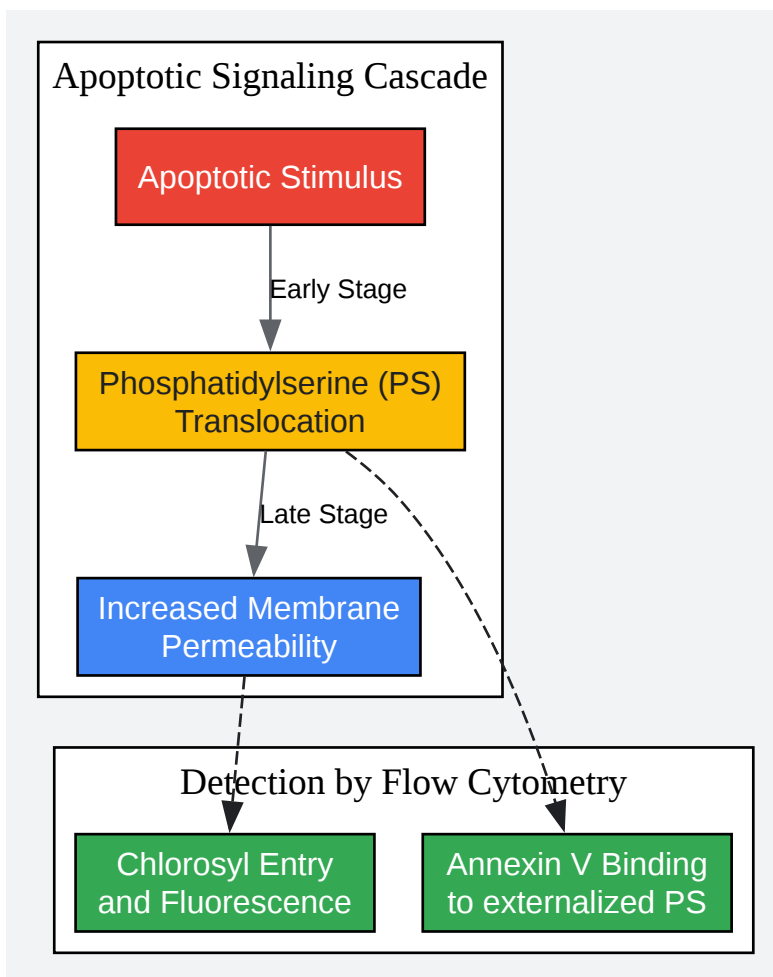 Apoptotic Signaling Cascade
Apoptotic Stimulus
Early Stage
Phosphatidylserine (PS)
Translocation
Late Stage
Increased Membrane
Permeability
Detection by Flow Cytometry
Chlorosyl Entry
and Fluorescence
Annexin V Binding
to externalized PS